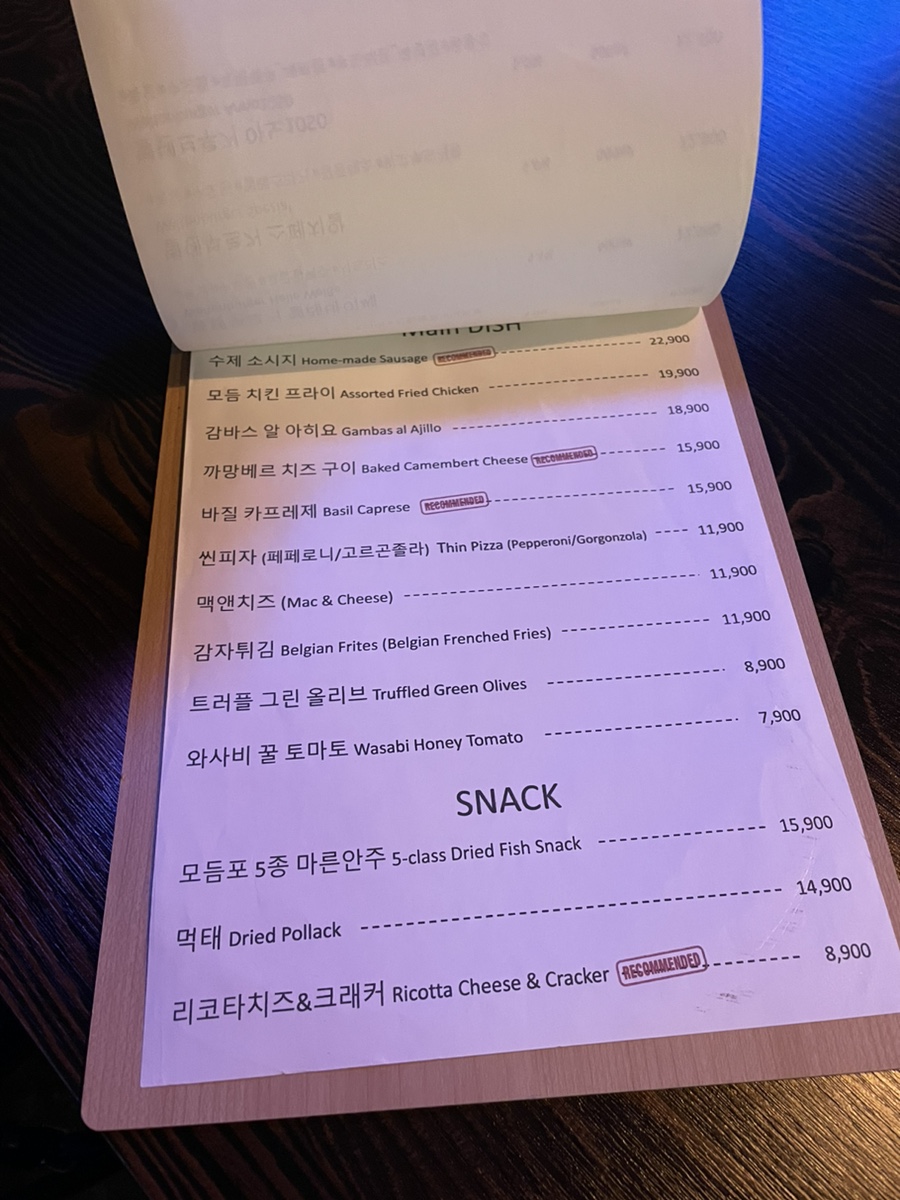 Main DISH
수제 소시지 Home-made Sausage RECOMMENDED 22,900
모듬 치킨 프라이 Assorted Fried Chicken 19,900
감바스 알 아히요 Gambas al Ajillo 18,900
까망베르 치즈 구이 Baked Camembert Cheese RECOMMENDED 15,900
바질 카프레제 Basil Caprese RECOMMENDED 15,900
씬피자 (페페로니/고르곤졸라) Thin Pizza (Pepperoni/Gorgonzola) 11,900
맥앤치즈 (Mac & Cheese) 11,900
감자튀김 Belgian Frites (Belgian Frenched Fries) 11,900
트러플 그린 올리브 Truffled Green Olives 8,900
와사비 꿀 토마토 Wasabi Honey Tomato 7,900
SNACK
모듬포 5종 마른안주 5-class Dried Fish Snack 15,900
먹태 Dried Pollack 14,900
리코타치즈&크래커 Ricotta Cheese & Cracker RECOMMENDED 8,900